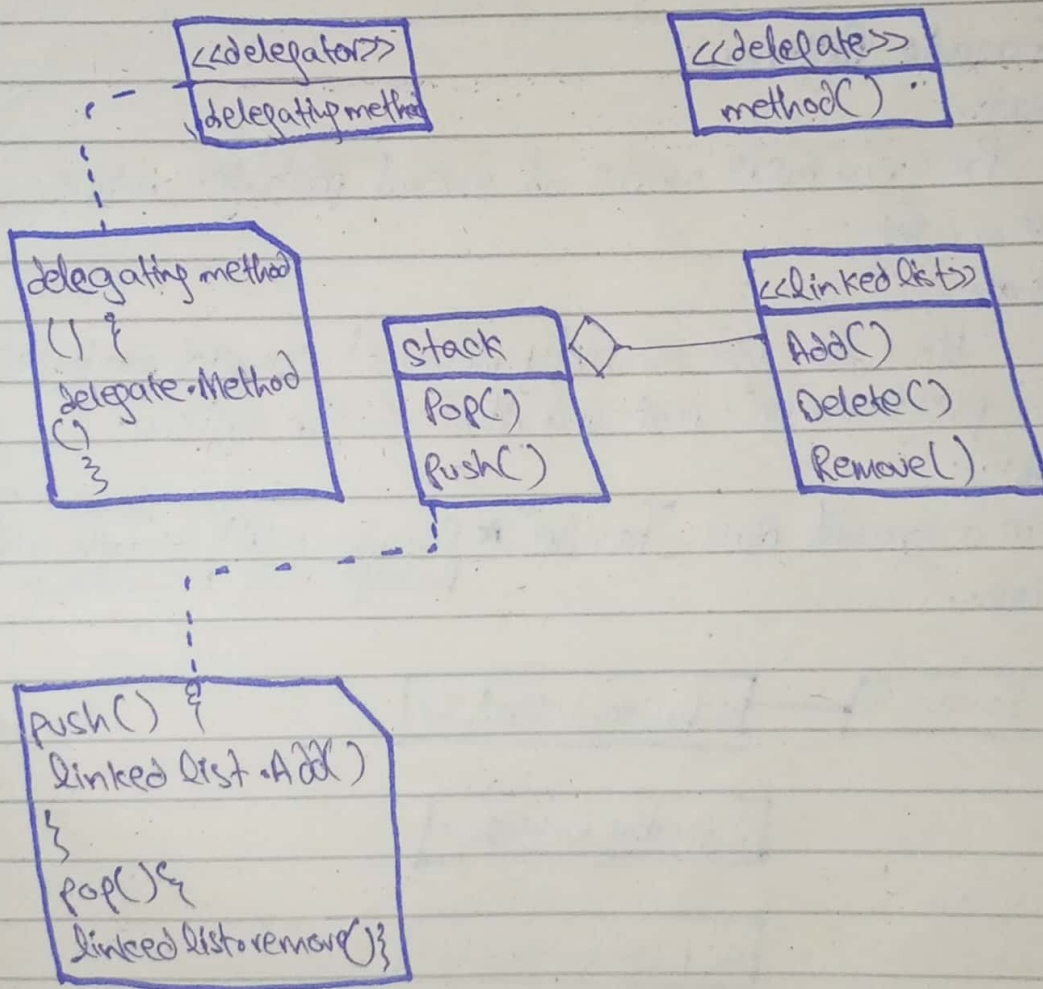 <<delegator>>
delegating method
<<delegate>>
method()
delegating method
() {
delegate.Method
()
}
Stack
Pop()
Push()
<<linked list>>
Add()
Delete()
Remove()
push() {
linked list.Add()
}
pop(){
linked list.remove()}